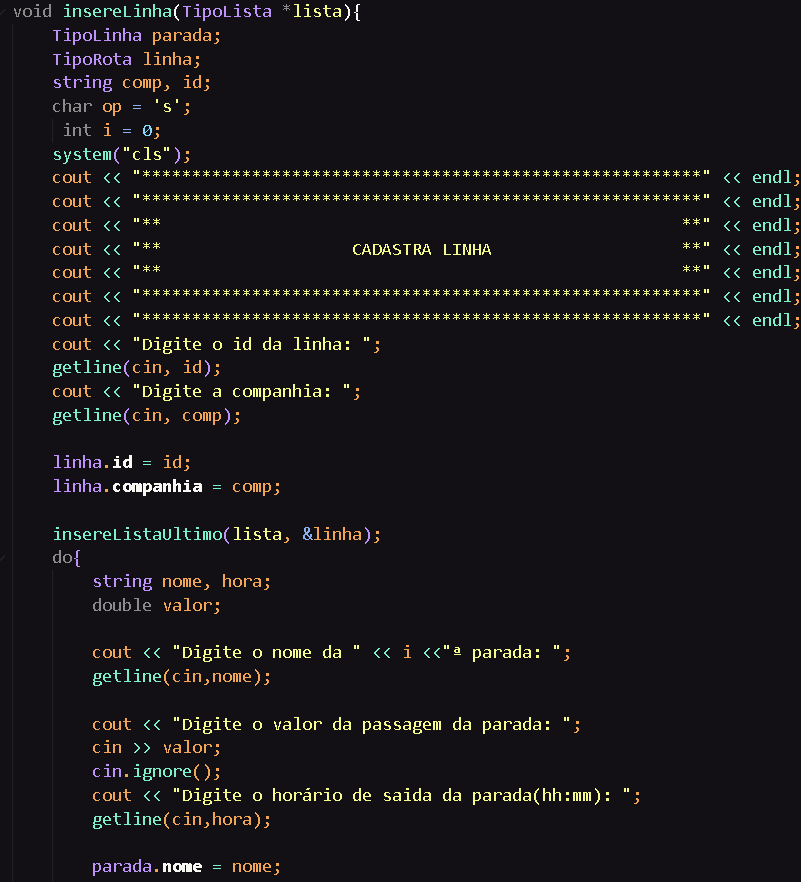 void insereLinha(TipoLista *lista){
    TipoLinha parada;
    TipoRota linha;
    string comp, id;
    char op = 's';
     int i = 0;
    system("cls");
    cout << "********************************************************" << endl;
    cout << "********************************************************" << endl;
    cout << "**                                                    **" << endl;
    cout << "**                   CADASTRA LINHA                   **" << endl;
    cout << "**                                                    **" << endl;
    cout << "********************************************************" << endl;
    cout << "********************************************************" << endl;
    cout << "Digite o id da linha: ";
    getline(cin, id);
    cout << "Digite a companhia: ";
    getline(cin, comp);

    linha.id = id;
    linha.companhia = comp;

    insereListaUltimo(lista, &linha);
    do{
        string nome, hora;
        double valor;

        cout << "Digite o nome da " << i <<"ª parada: ";
        getline(cin,nome);

        cout << "Digite o valor da passagem da parada: ";
        cin >> valor;
        cin.ignore();
        cout << "Digite o horário de saida da parada(hh:mm): ";
        getline(cin,hora);

        parada.nome = nome;